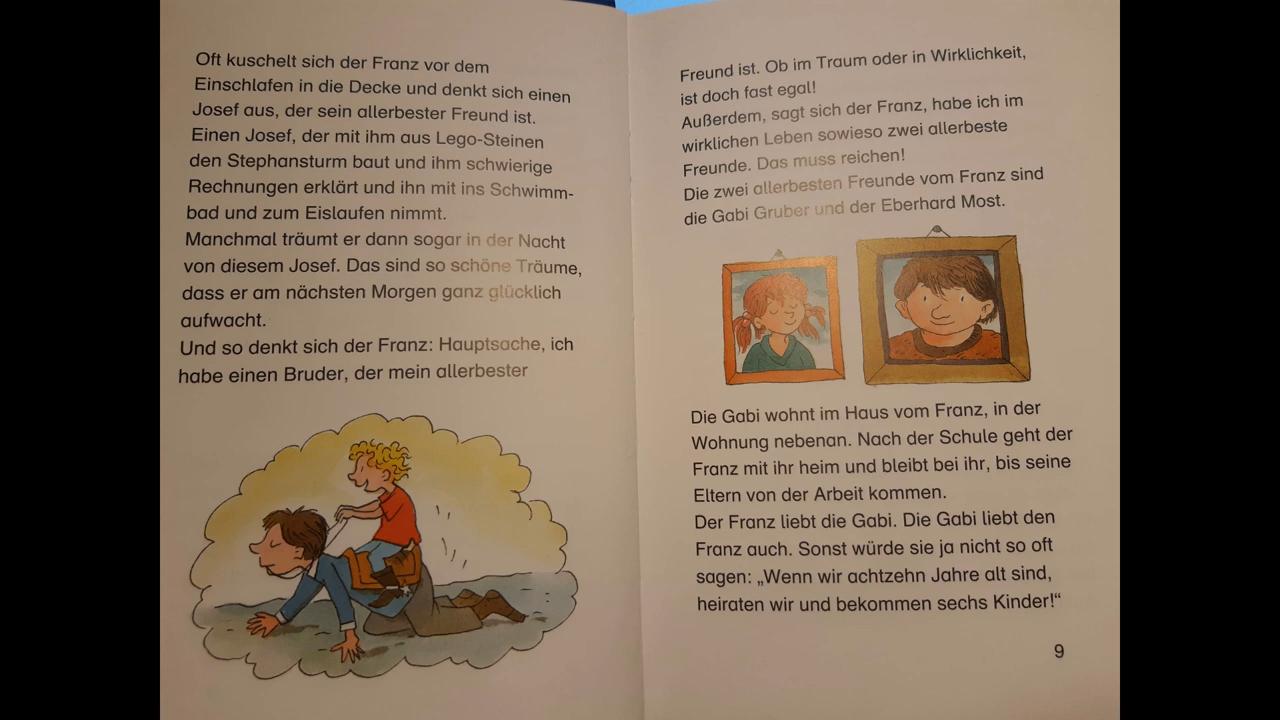 Oft kuschelt sich der Franz vor dem
Einschlafen in die Decke und denkt sich einen
Josef aus, der sein allerbester Freund ist.
Einen Josef, der mit ihm aus Lego-Steinen
den Stephansturm baut und ihm schwierige
Rechnungen erklärt und ihn mit ins Schwimm-
bad und zum Eislaufen nimmt.
Manchmal träumt er dann sogar in der Nacht
von diesem Josef. Das sind so schöne Träume,
dass er am nächsten Morgen ganz glücklich
aufwacht.
Und so denkt sich der Franz: Hauptsache, ich
habe einen Bruder, der mein allerbester
Freund ist. Ob im Traum oder in Wirklichkeit,
ist doch fast egal!
Außerdem, sagt sich der Franz, habe ich im
wirklichen Leben sowieso zwei allerbeste
Freunde. Das muss reichen!
Die zwei allerbesten Freunde vom Franz sind
die Gabi Gruber und der Eberhard Most.
Die Gabi wohnt im Haus vom Franz, in der
Wohnung nebenan. Nach der Schule geht der
Franz mit ihr heim und bleibt bei ihr, bis seine
Eltern von der Arbeit kommen.
Der Franz liebt die Gabi. Die Gabi liebt den
Franz auch. Sonst würde sie ja nicht so oft
sagen: „Wenn wir achtzehn Jahre alt sind,
heiraten wir und bekommen sechs Kinder!“
9